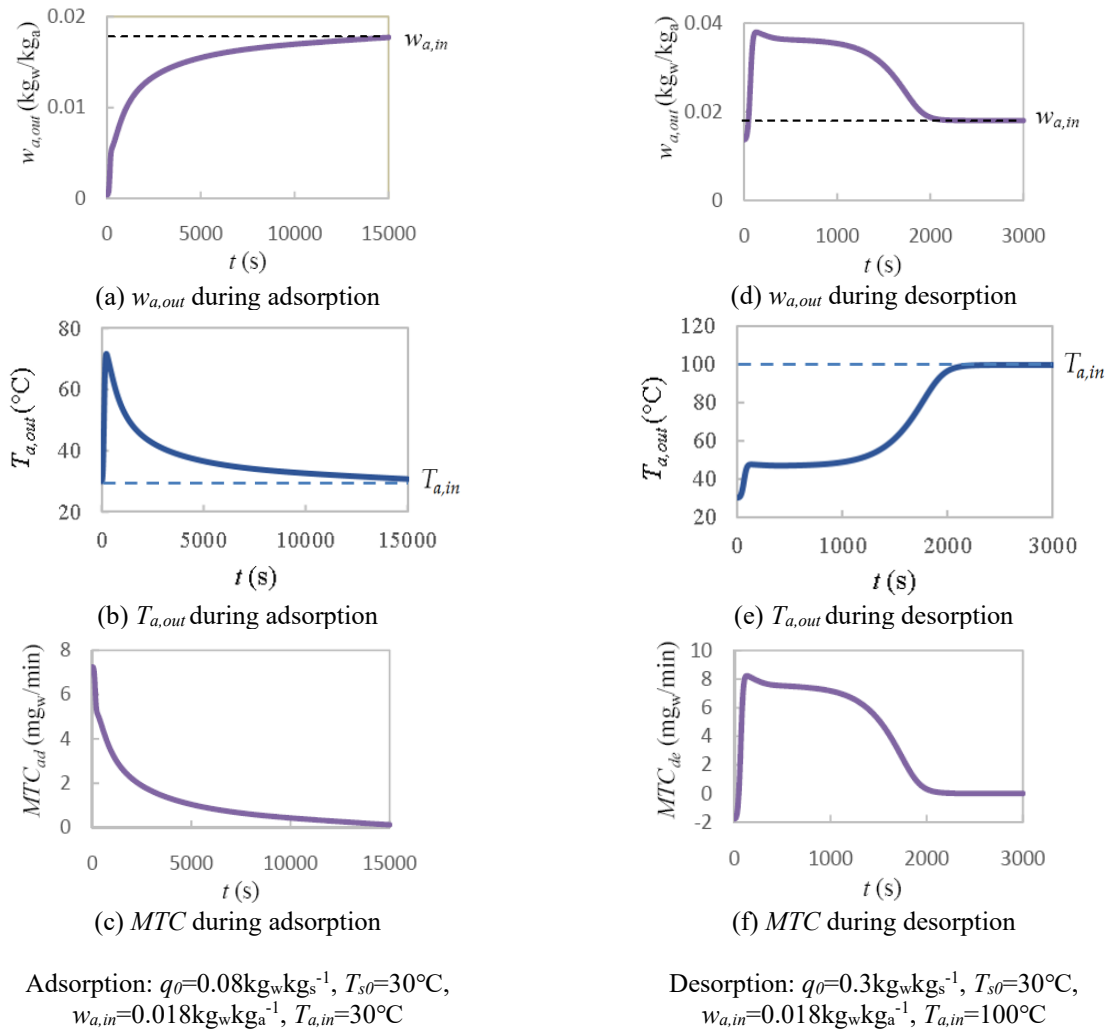 0.02
0.01
0
w_{a,out} (kg_w/kg_a)
w_{a,in}
0 5000 10000 15000
t (s)
(a) w_{a,out} during adsorption
0.04
0.02
0
w_{a,out} (kg_w/kg_a)
w_{a,in}
0 1000 2000 3000
t (s)
(d) w_{a,out} during desorption
80
60
40
20
T_{a,out} (°C)
T_{a,in}
0 5000 10000 15000
t (s)
(b) T_{a,out} during adsorption
120
100
80
60
40
20
T_{a,out} (°C)
T_{a,in}
0 1000 2000 3000
t (s)
(e) T_{a,out} during desorption
8
6
4
2
0
MTC_{ad} (mg_w/min)
0 5000 10000 15000
t (s)
(c) MTC during adsorption
10
8
6
4
2
0
-2
MTC_{de} (mg_w/min)
0 1000 2000 3000
t (s)
(f) MTC during desorption
Adsorption: q_0=0.08kg_wkg_s^{-1}, T_{s0}=30°C,
w_{a,in}=0.018kg_wkg_a^{-1}, T_{a,in}=30°C
Desorption: q_0=0.3kg_wkg_s^{-1}, T_{s0}=30°C,
w_{a,in}=0.018kg_wkg_a^{-1}, T_{a,in}=100°C